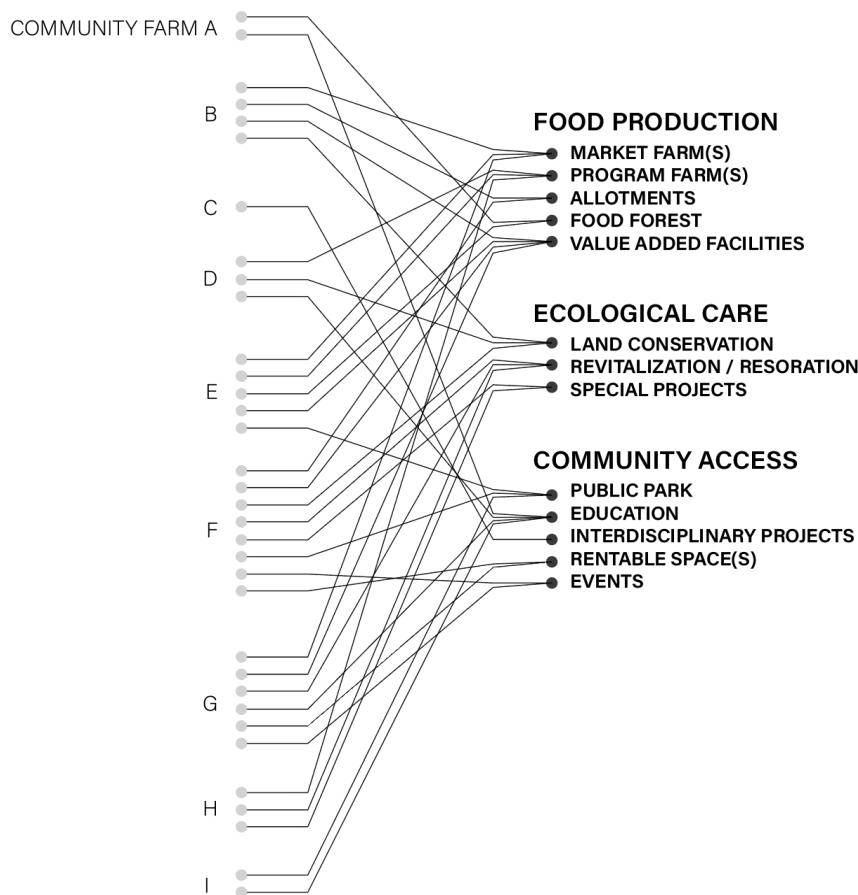 COMMUNITY FARM A
B
C
D
E
F
G
H
I
FOOD PRODUCTION
MARKET FARM(S)
PROGRAM FARM(S)
ALLOTMENTS
FOOD FOREST
VALUE ADDED FACILITIES
ECOLOGICAL CARE
LAND CONSERVATION
REVITALIZATION / RESORATION
SPECIAL PROJECTS
COMMUNITY ACCESS
PUBLIC PARK
EDUCATION
INTERDISCIPLINARY PROJECTS
RENTABLE SPACE(S)
EVENTS